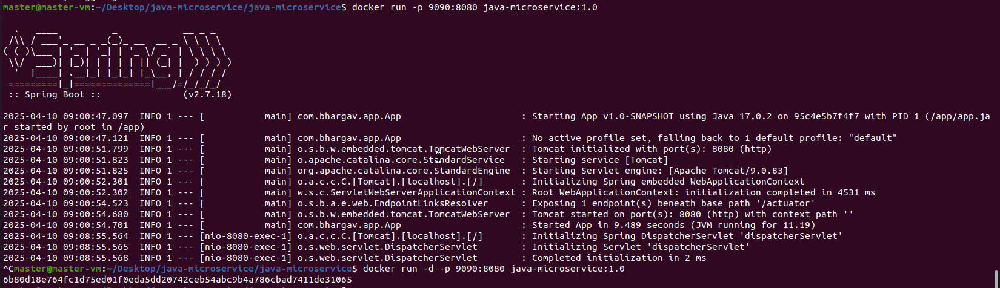 master@master-vm:~/Desktop/java-microservice/java-microservice$ docker run -p 9090:8080 java-microservice:1.0
  .   ____          _            __ _ _
 /\\ / ___'_ __ _ _(_)_ __  __ _ \ \ \ \
( ( )\___ | '_ | '_| | '_ \/ _` | \ \ \ \
 \\/  ___)| |_)| | | | | || (_| |  ) ) ) )
  '  |____| .__|_| |_|_| |_\__, | / / / /
 =========|_|==============|___/=/_/_/_/
 :: Spring Boot ::               (v2.7.18)
2025-04-10 09:00:47.097  INFO 1 --- [           main] com.bhargav.app.App                      : Starting App v1.0-SNAPSHOT using Java 17.0.2 on 95c4e5b7f4f7 with PID 1 (/app/app.ja
r started by root in /app)
2025-04-10 09:00:47.121  INFO 1 --- [           main] com.bhargav.app.App                      : No active profile set, falling back to 1 default profile: "default"
2025-04-10 09:00:51.799  INFO 1 --- [           main] o.s.b.w.embedded.tomcat.TomcatWebServer  : Tomcat initialized with port(s): 8080 (http)
2025-04-10 09:00:51.823  INFO 1 --- [           main] o.apache.catalina.core.StandardService   : Starting service [Tomcat]
2025-04-10 09:00:51.825  INFO 1 --- [           main] org.apache.catalina.core.StandardEngine  : Starting Servlet engine: [Apache Tomcat/9.0.83]
2025-04-10 09:00:52.301  INFO 1 --- [           main] o.a.c.c.C.[Tomcat].[localhost].[/]       : Initializing Spring embedded WebApplicationContext
2025-04-10 09:00:52.302  INFO 1 --- [           main] w.s.c.ServletWebServerApplicationContext : Root WebApplicationContext: initialization completed in 4531 ms
2025-04-10 09:00:54.523  INFO 1 --- [           main] o.s.b.a.e.web.EndpointLinksResolver      : Exposing 1 endpoint(s) beneath base path '/actuator'
2025-04-10 09:00:54.680  INFO 1 --- [           main] o.s.b.w.embedded.tomcat.TomcatWebServer  : Tomcat started on port(s): 8080 (http) with context path ''
2025-04-10 09:00:54.701  INFO 1 --- [           main] com.bhargav.app.App                      : Started App in 9.489 seconds (JVM running for 11.19)
2025-04-10 09:08:55.564  INFO 1 --- [nio-8080-exec-1] o.a.c.c.C.[Tomcat].[localhost].[/]       : Initializing Spring DispatcherServlet 'dispatcherServlet'
2025-04-10 09:08:55.565  INFO 1 --- [nio-8080-exec-1] o.s.web.servlet.DispatcherServlet        : Initializing Servlet 'dispatcherServlet'
2025-04-10 09:08:55.568  INFO 1 --- [nio-8080-exec-1] o.s.web.servlet.DispatcherServlet        : Completed initialization in 2 ms
^Cmaster@master-vm:~/Desktop/java-microservice/java-microservice$ docker run -d -p 9090:8080 java-microservice:1.0
6b80d18e764fc1d75ed01f0eda5dd20742ceb54abc9b4a786cbad7411de31065